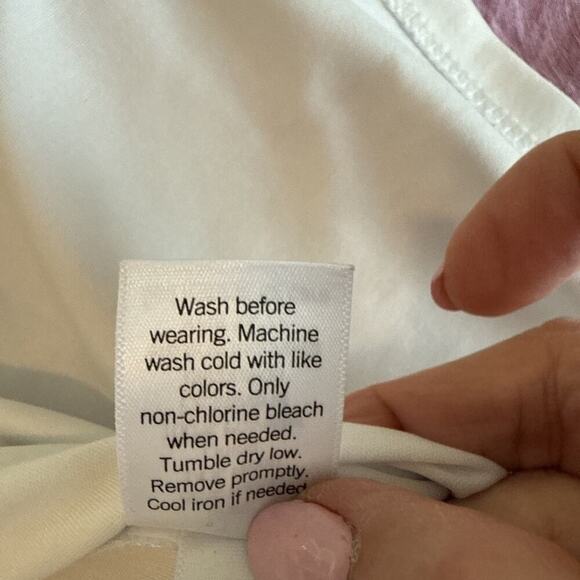 Wash before
wearing. Machine
wash cold with like
colors. Only
non-chlorine bleach
when needed.
Tumble dry low.
Remove promptly.
Cool iron if needed